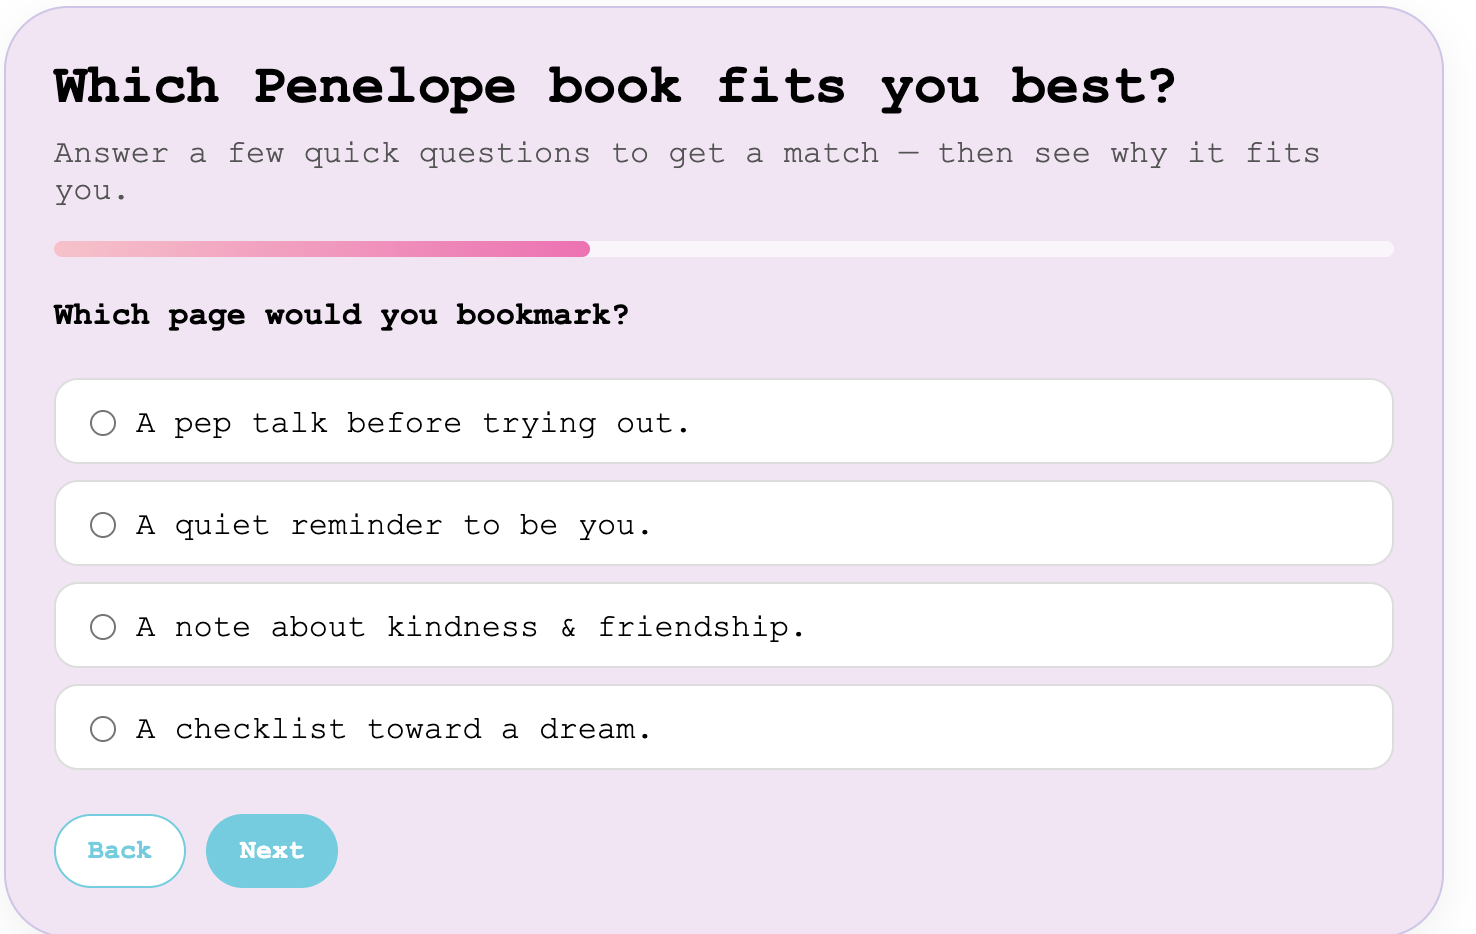 Which Penelope book fits you best?
Answer a few quick questions to get a match — then see why it fits
you.
Which page would you bookmark?
A pep talk before trying out.
A quiet reminder to be you.
A note about kindness & friendship.
A checklist toward a dream.
Back
Next